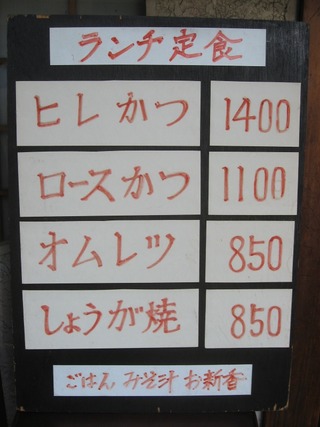 ランチ定食
ヒレかつ 1400
ロースかつ 1100
オムレツ 850
しょうが焼 850
ごはん みそ汁 お新香